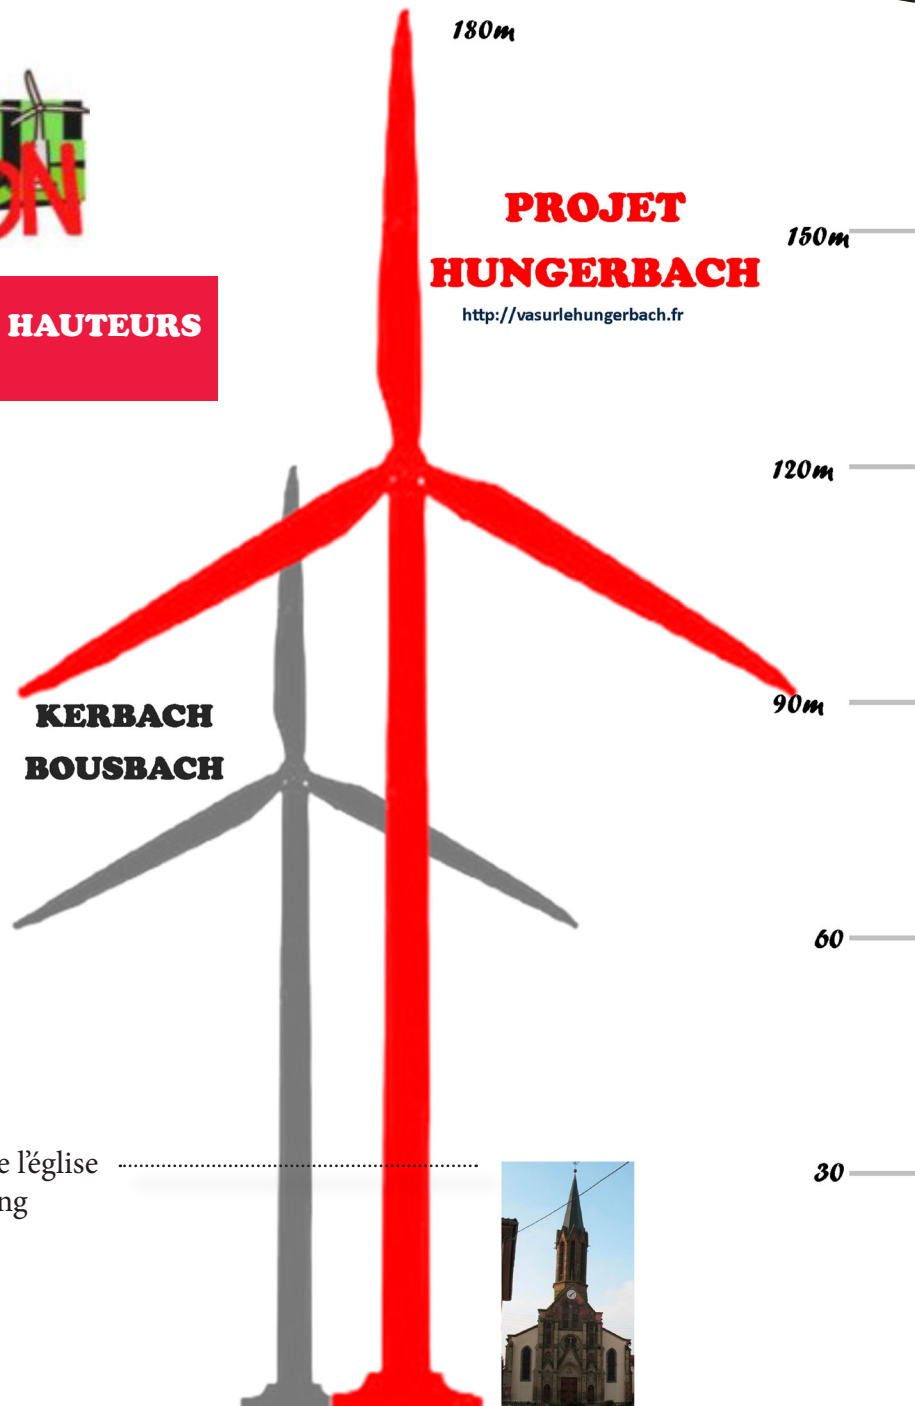 180m
PROJET
HUNGERBACH
http://vasurlehungerbach.fr
150m
HAUTEURS
120m
KERBACH
BOUSBACH
90m
60
e l'église
ng
30